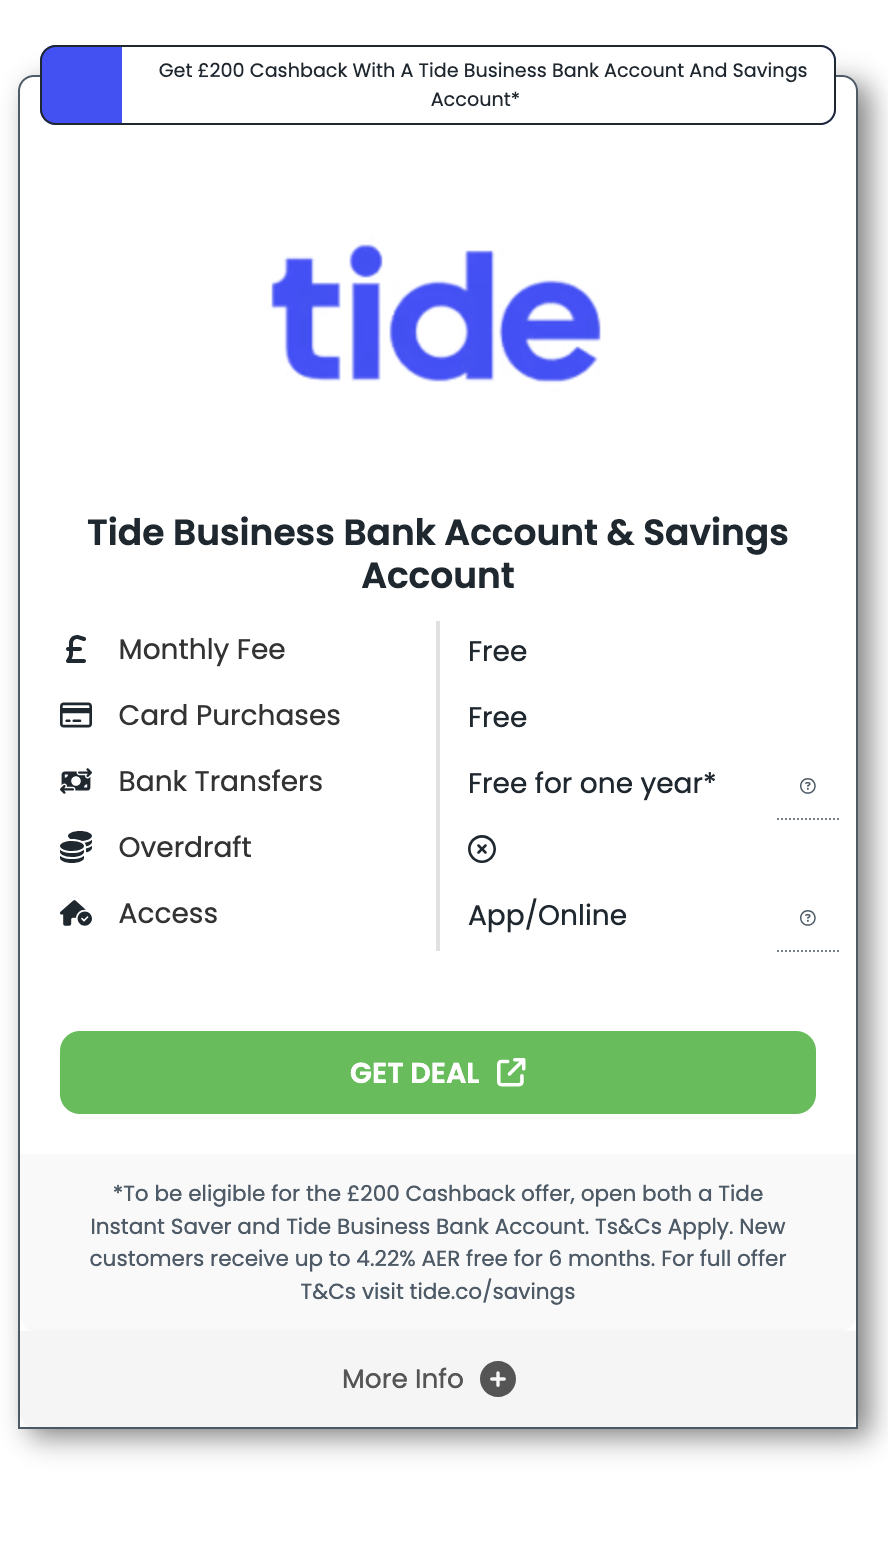 Get £200 Cashback With A Tide Business Bank Account And Savings
Account*
tide
Tide Business Bank Account & Savings
Account
£ Monthly Fee Free
Card Purchases Free
Bank Transfers Free for one year* ?
Overdraft
Access App/Online ?
GET DEAL
*To be eligible for the £200 Cashback offer, open both a Tide
Instant Saver and Tide Business Bank Account. Ts&Cs Apply. New
customers receive up to 4.22% AER free for 6 months. For full offer
T&Cs visit tide.co/savings
More Info